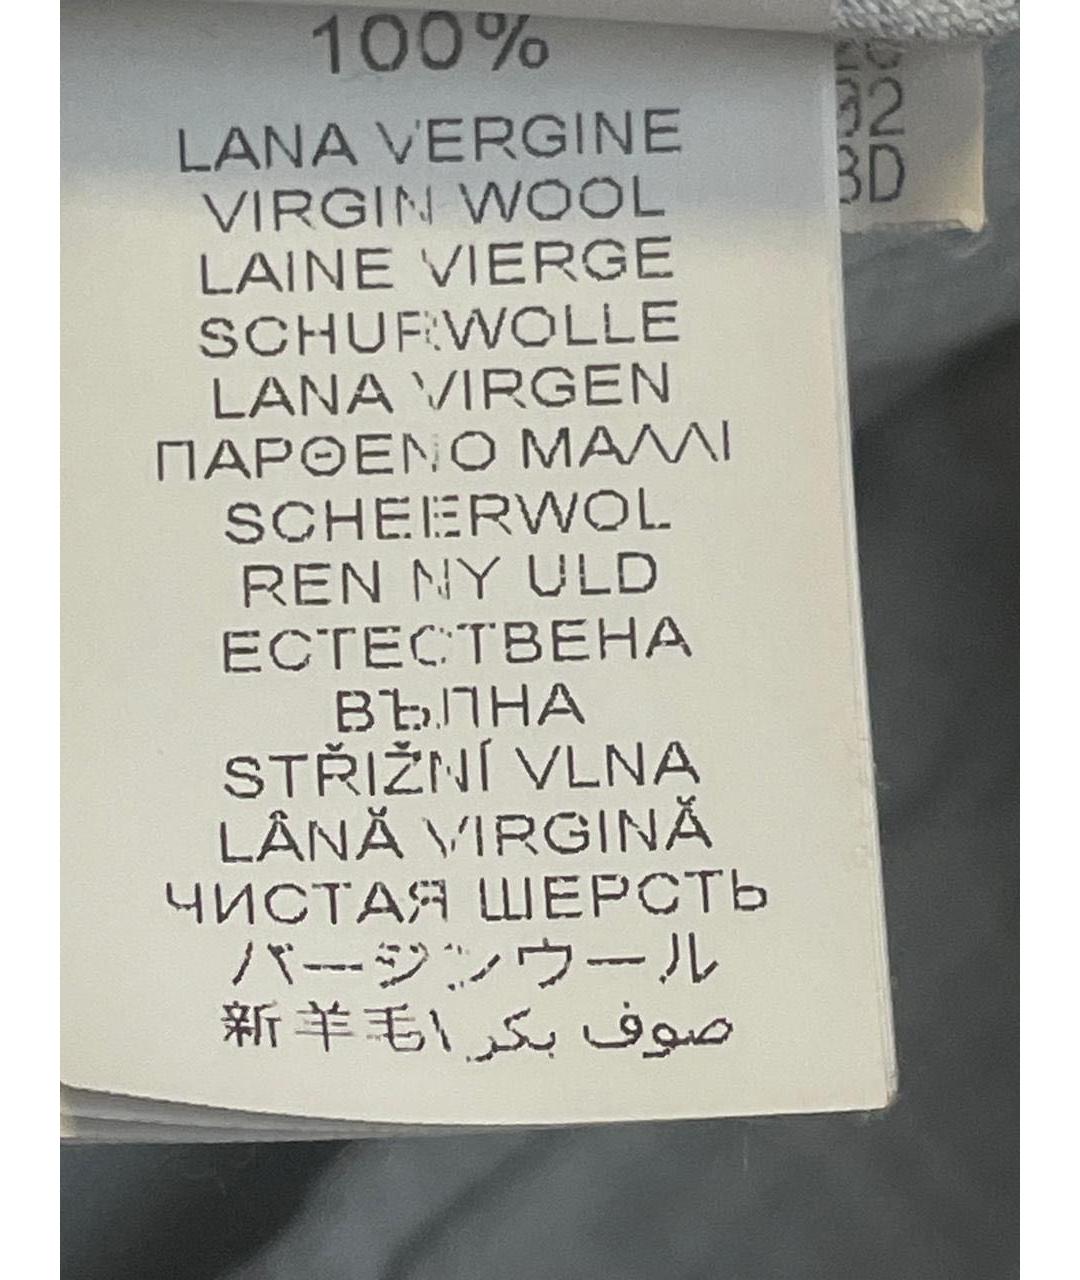 100%
LANA VERGINE
VIRGIN WOOL
LAINE VIERGE
SCHURWOLLE
LANA VIRGEN
ΠΑΡΘΕΝΟ ΜΑΛΛΙ
SCHEERWOL
REN NY ULD
ЕСТЕСТВЕНА
ВЪЛНА
STŘIŽNÍ VLNA
LÂNĂ VIRGINĂ
ЧИСТАЯ ШЕРСТЬ
バージンウール
新羊毛\ صوف بكر